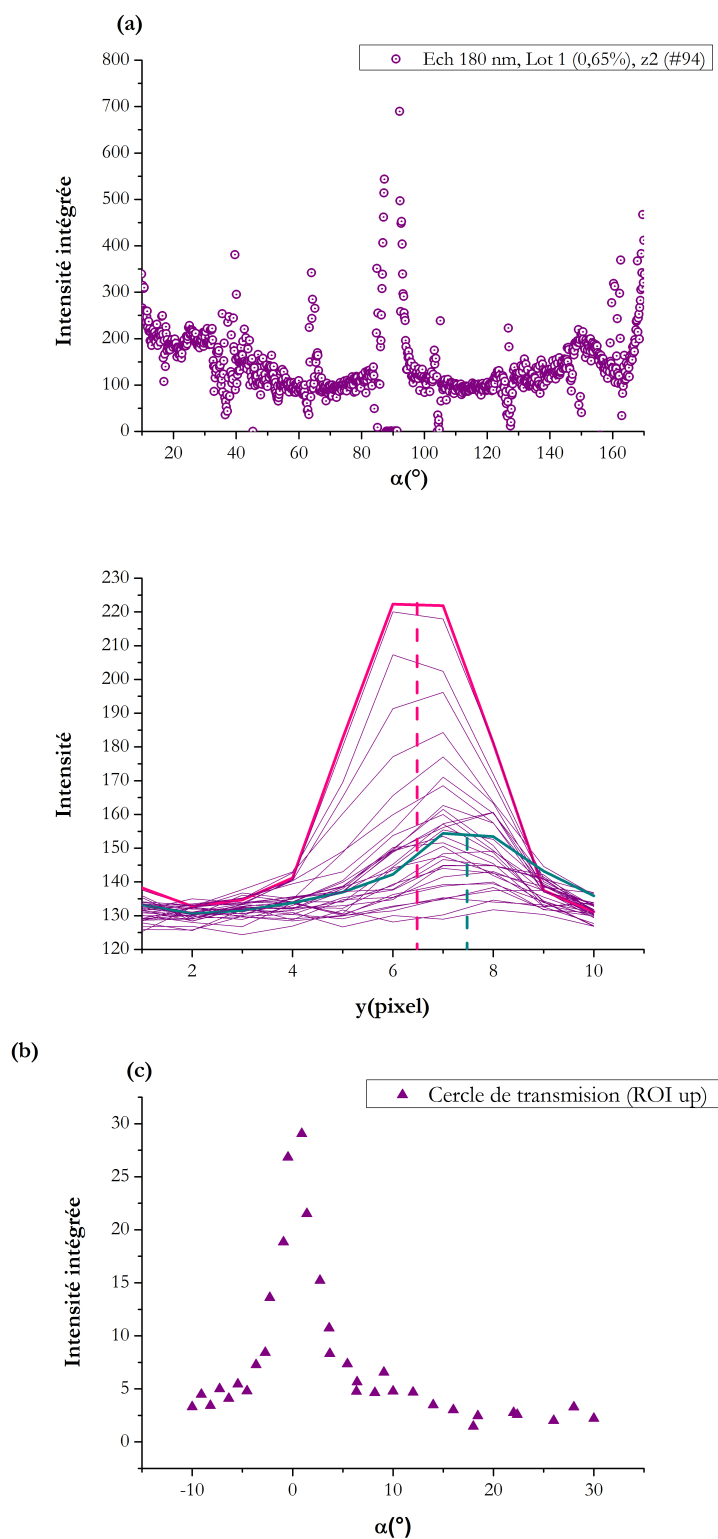 (a)
800
700
600
500
400
300
200
100
0
Intensité intégrée
Ech 180 nm, Lot 1 (0,65%), z2 (#94)
20 40 60 80 100 120 140 160
α(°)
230
220
210
200
190
180
170
160
150
140
130
120
Intensité
2 4 6 8 10
y(pixel)
(b)
(c)
Cercle de transmision (ROI up)
30
25
20
15
10
5
0
Intensité intégrée
-10 0 10 20 30
α(°)